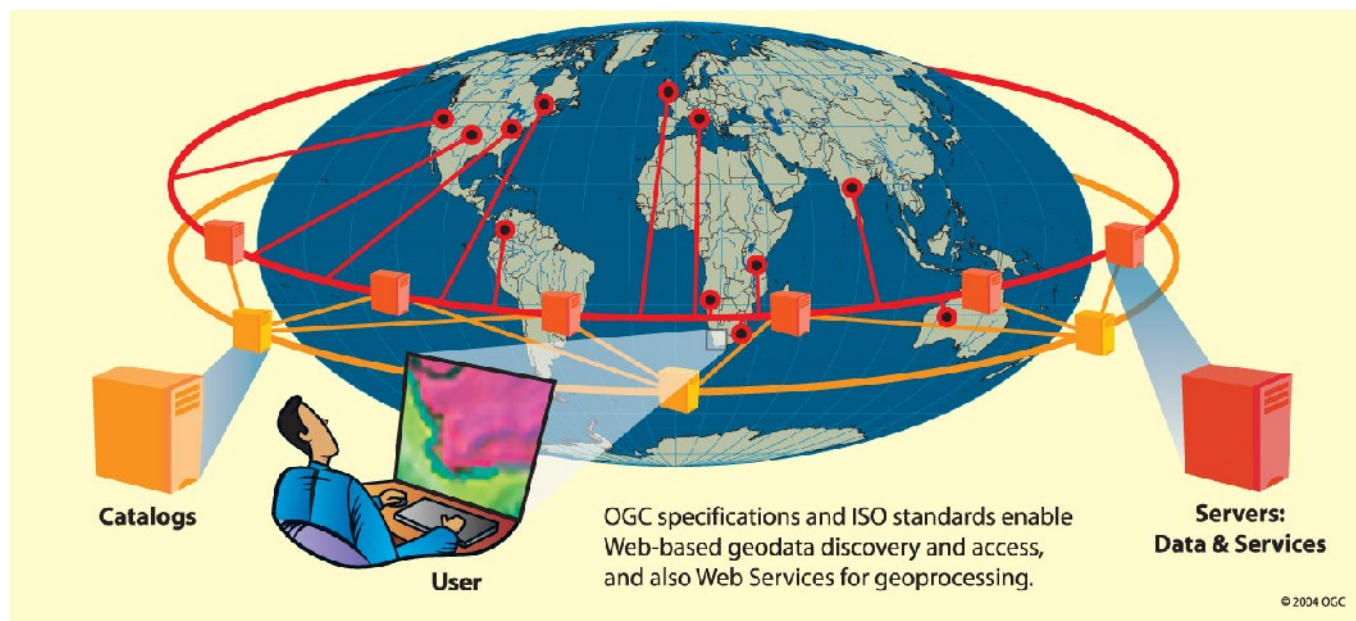 Catalogs
User
OGC specifications and ISO standards enable
Web-based geodata discovery and access,
and also Web Services for geoprocessing.
Servers:
Data & Services
© 2004 OGC